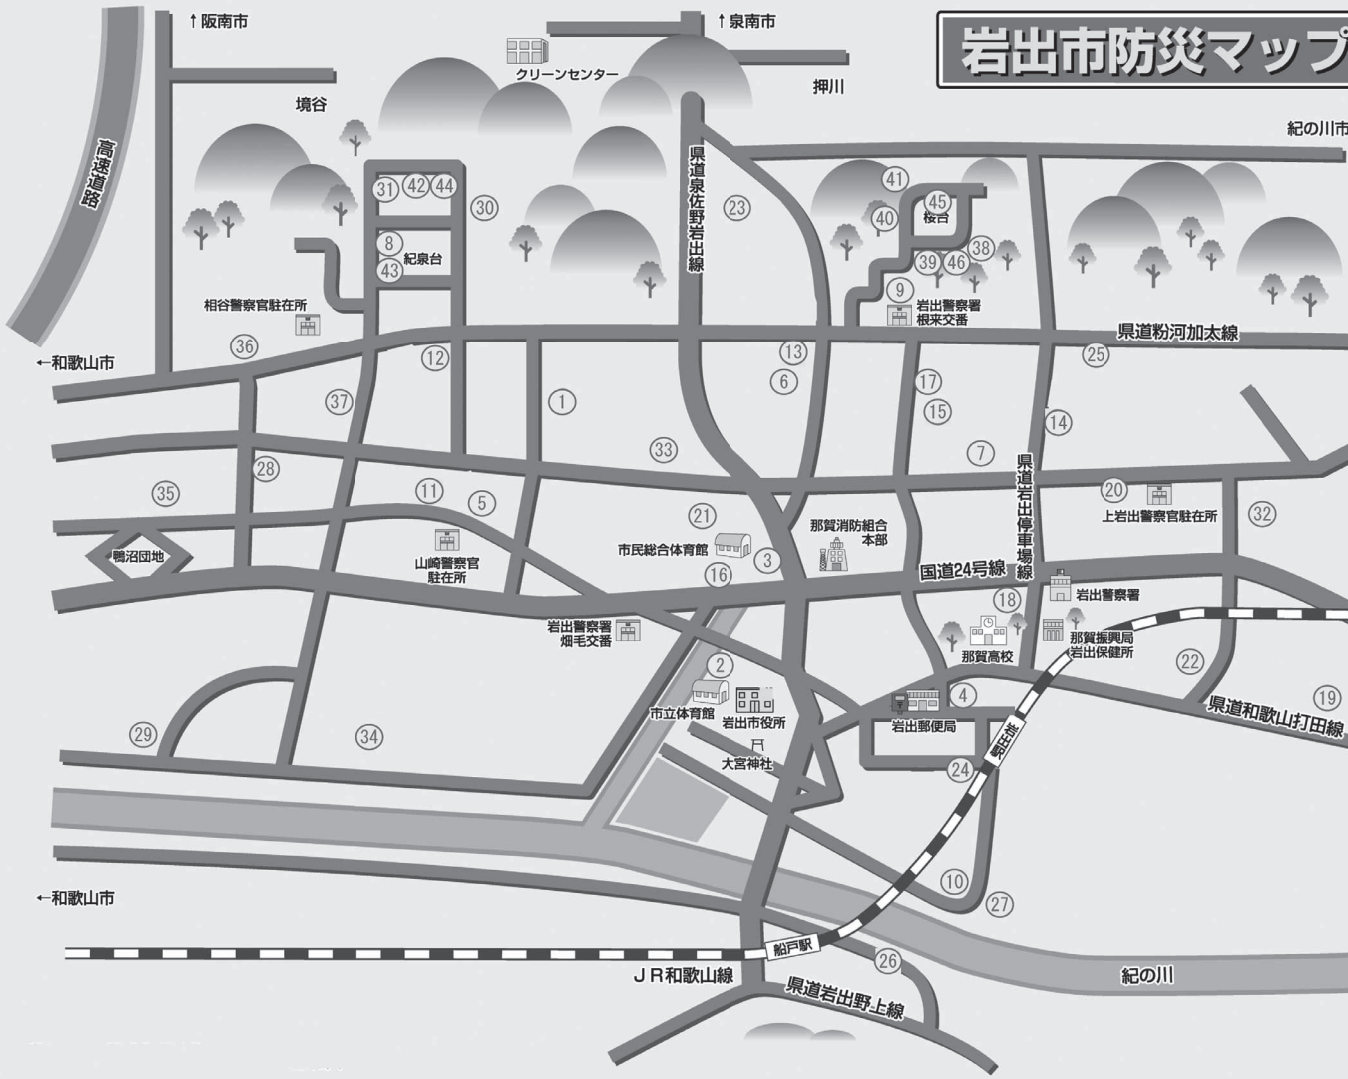 ↑阪南市
↑泉南市
岩出市防災マップ
クリーンセンター
押川
境谷
紀の川市
高速道路
県道泉佐野岩出線
31
42
44
30
23
41
45
桜台
40
8
紀泉台
43
38
39
46
9
岩出警察署
根来交番
相谷警察官駐在所
県道粉河加太線
36
←和歌山市
12
13
25
6
17
37
1
15
14
33
7
県道岩出停車場線
28
35
11
5
20
上岩出警察官駐在所
32
21
那賀消防組合
本部
市民総合体育館
3
鴨沼団地
山崎警察官
駐在所
16
国道24号線
岩出警察署
18
岩出警察署
畑毛交番
那賀高校
那賀振興局
岩出保健所
22
2
市立体育館
岩出市役所
4
岩出郵便局
19
県道和歌山打田線
29
34
大宮神社
岩出駅
24
10
27
←和歌山市
船戸駅
26
JR和歌山線
県道岩出野上線
紀の川